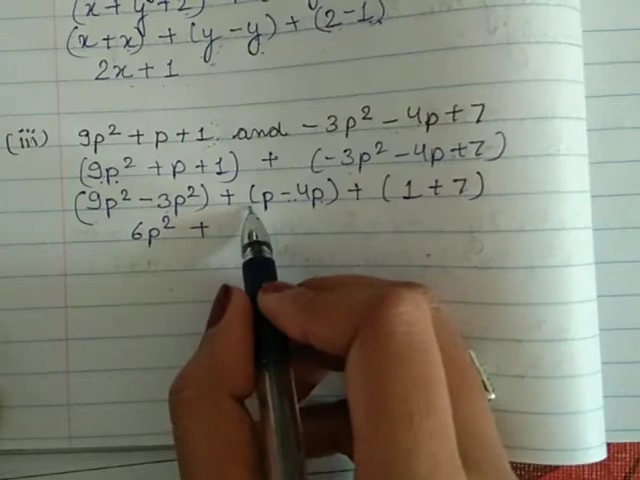 (x + y + 2) +
(x + x) + (y - y) + (2 - 1)
2x + 1
(iii) 9p² + p + 1 and - 3p² - 4p + 7
(9p² + p + 1) + (-3p² - 4p + 7)
(9p² - 3p²) + (p - 4p) + (1 + 7)
6p² +